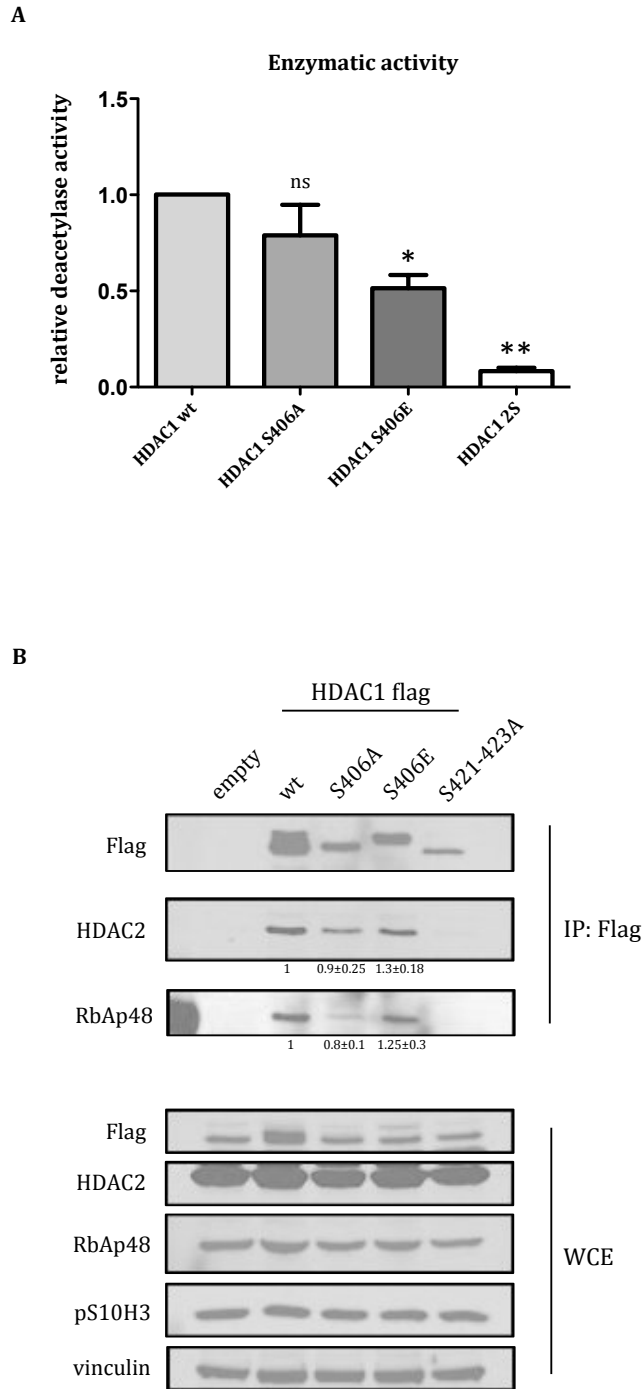 A
Enzymatic activity
relative deacetylase activity
1.5
1.0
0.5
0.0
ns
*
**
HDAC1 wt
HDAC1 S406A
HDAC1 S406E
HDAC1 2S
B
HDAC1 flag
empty
wt
S406A
S406E
S421-423A
Flag
HDAC2
1 0.9±0.25 1.3±0.18
RbAp48
1 0.8±0.1 1.25±0.3
IP: Flag
Flag
HDAC2
RbAp48
pS10H3
vinculin
WCE